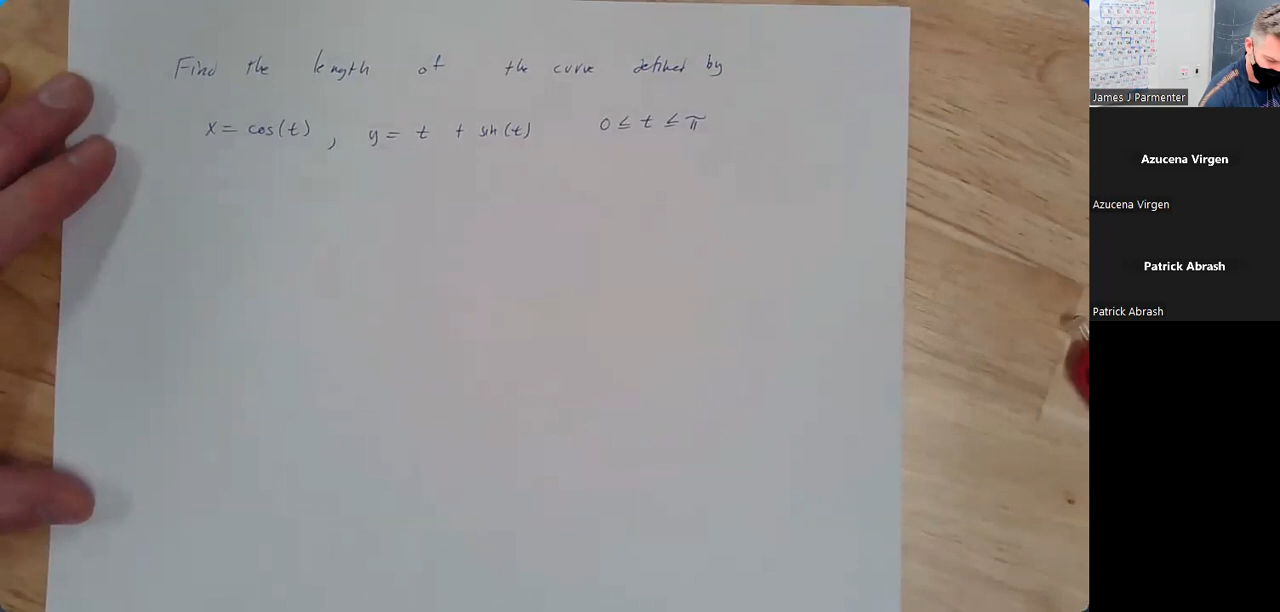 Find the length of the curve defined by
x = cos(t) , y = t + sin(t) 0 ≤ t ≤ π
James J Parmenter
Azucena Virgen
Azucena Virgen
Patrick Abrash
Patrick Abrash